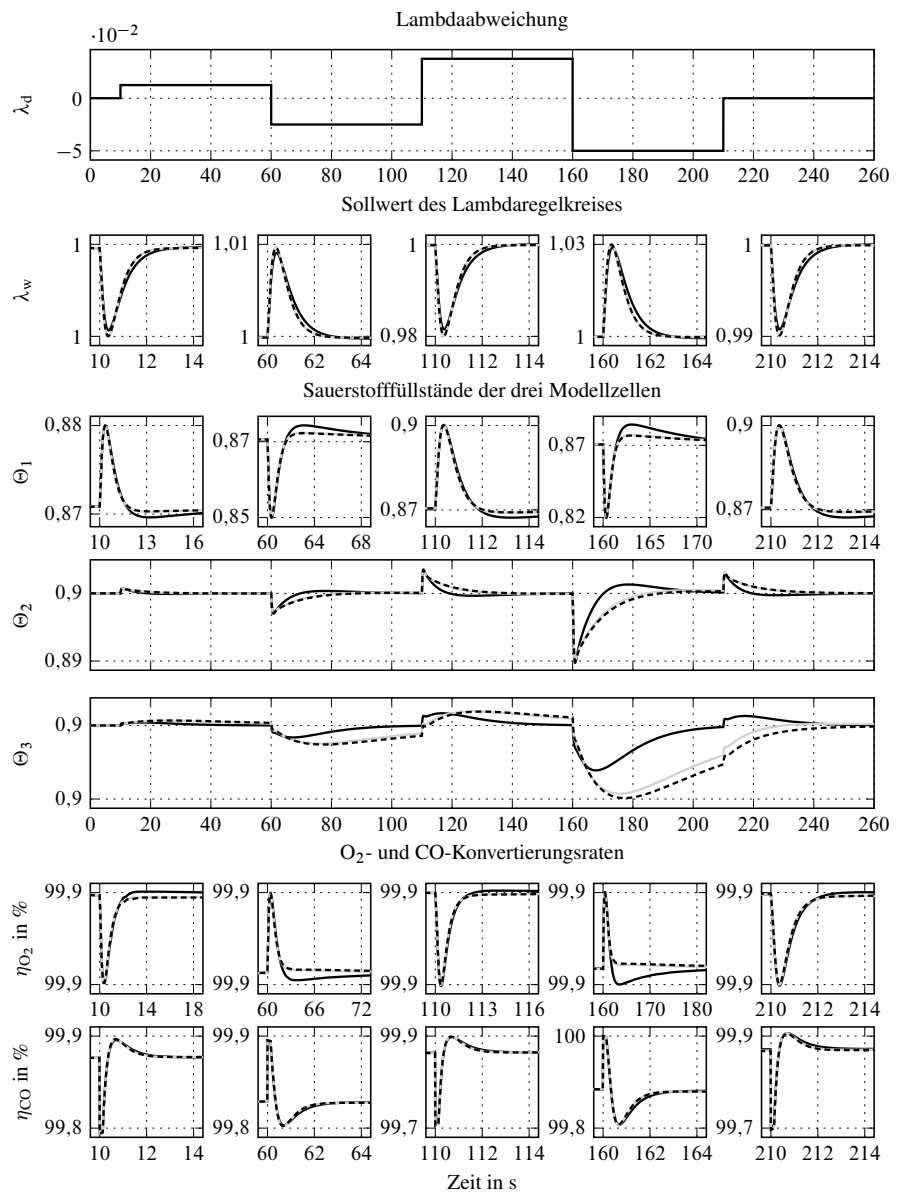 Lambdaabweichung
·10⁻²
λd
0
−5
0 20 40 60 80 100 120 140 160 180 200 220 240 260
Sollwert des Lambdaregelkreises
λw
1 1,01 1 1,03 1
1 1 0,98 1 0,99
10 12 14 60 62 64 110 112 114 160 162 164 210 212 214
Sauerstofffüllstände der drei Modellzellen
Θ1
0,88 0,87 0,9 0,87 0,9
0,87 0,85 0,87 0,82 0,87
10 13 16 60 64 68 110 112 114 160 165 170 210 212 214
Θ2
0,9
0,89
Θ3
0,9
0,9
0 20 40 60 80 100 120 140 160 180 200 220 240 260
O₂- und CO-Konvertierungsraten
ηO₂ in %
99,9 99,9 99,9 99,9 99,9
99,9 99,9 99,9 99,9 99,9
10 14 18 60 66 72 110 113 116 160 170 180 210 212 214
ηCO in %
99,9 99,9 99,9 100 99,9
99,8 99,8 99,7 99,8 99,7
10 12 14 60 62 64 110 112 114 160 162 164 210 212 214
Zeit in s